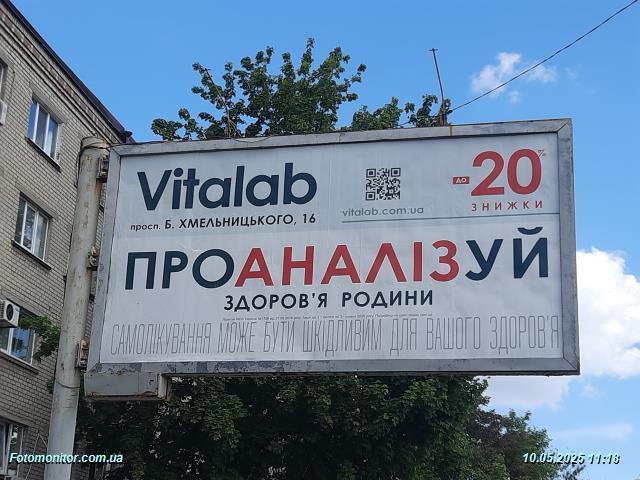 Vitalab
просп. Б. ХМЕЛЬНИЦЬКОГО, 16
vitalab.com.ua
ДО -20%
ЗНИЖКИ
ПРОАНАЛІЗУЙ
ЗДОРОВ'Я РОДИНИ
САМОЛІКУВАННЯ МОЖЕ БУТИ ШКІДЛИВИМ ДЛЯ ВАШОГО ЗДОРОВ'Я
Fotomonitor.com.ua
10.05.2025 11:18